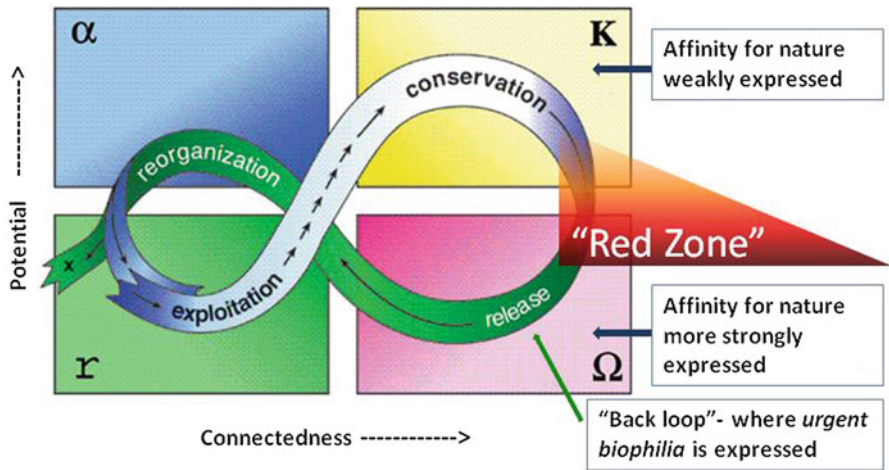 α
K
Affinity for nature
weakly expressed
conservation
reorganization
Potential ------->
"Red Zone"
x
exploitation
release
Affinity for nature
more strongly
expressed
r
Ω
"Back loop"- where urgent
biophilia is expressed
Connectedness ------------->